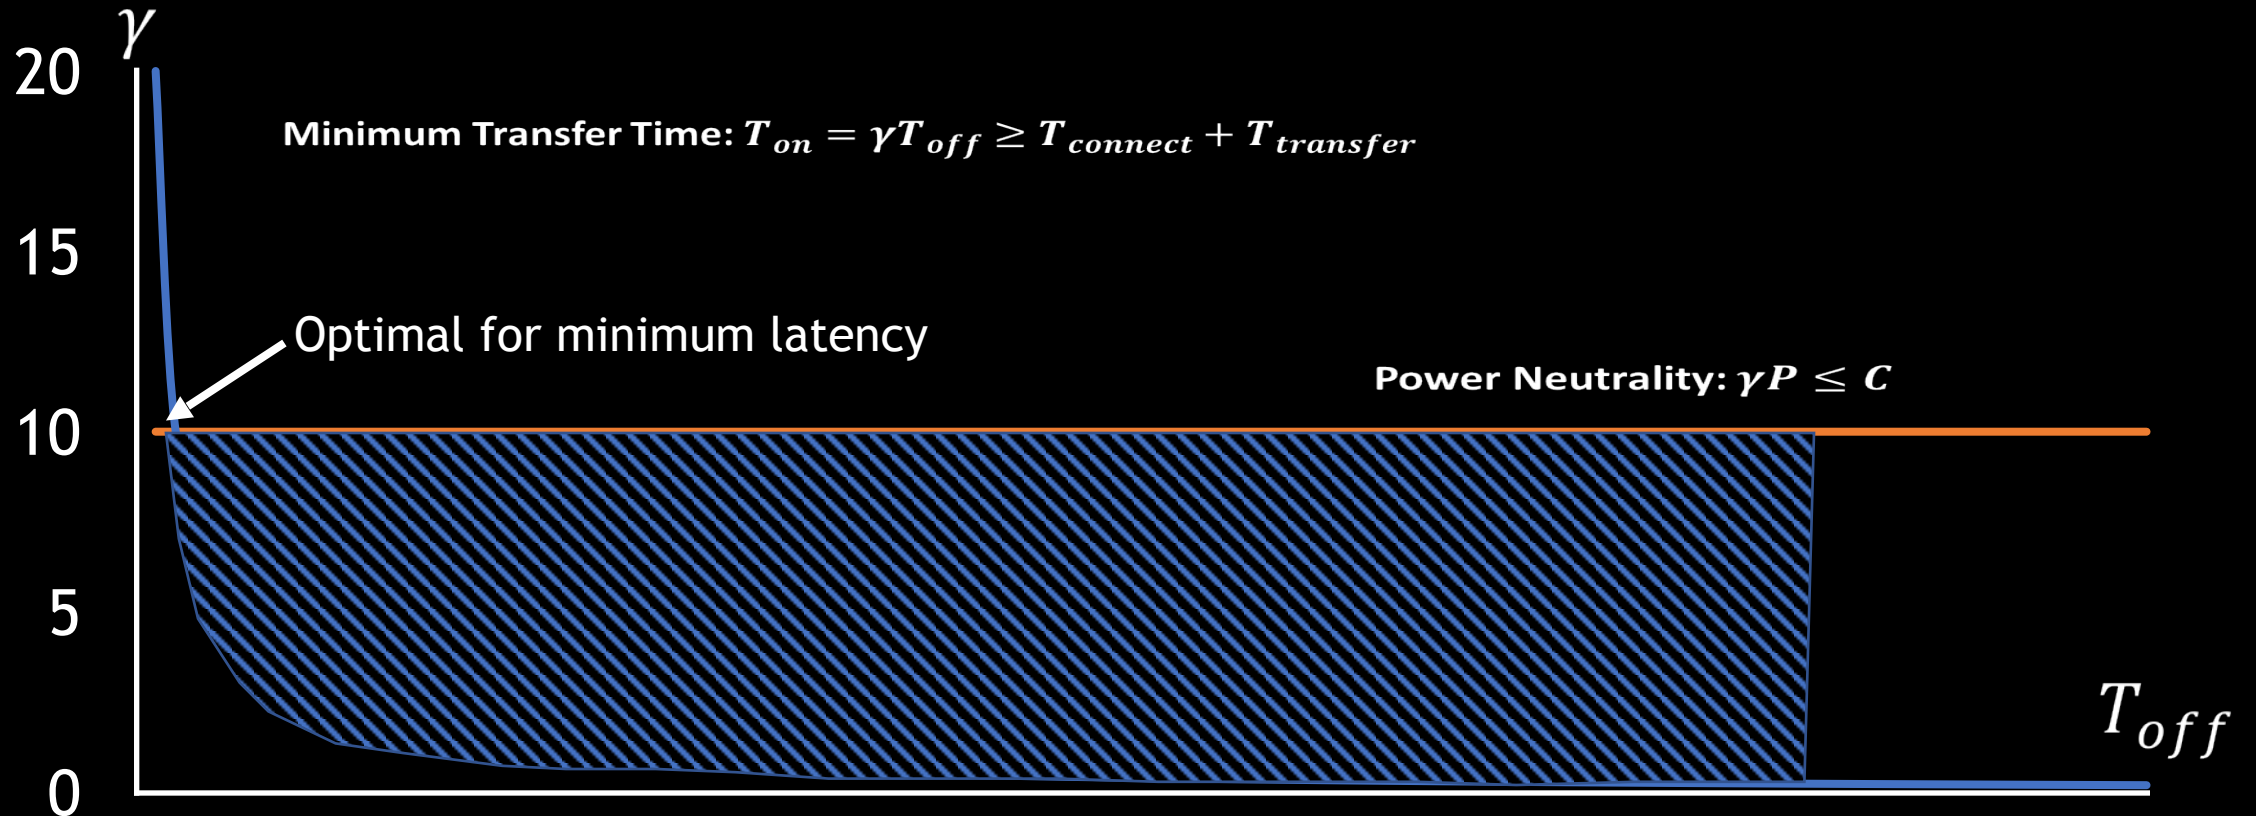 γ
20
Minimum Transfer Time: T_on = γT_off ≥ T_connect + T_transfer
15
Optimal for minimum latency
Power Neutrality: γP ≤ C
10
5
T_off
0